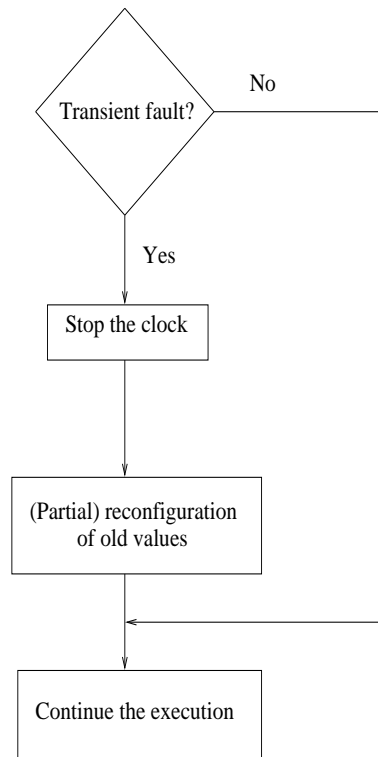 Transient fault?
No
Yes
Stop the clock
(Partial) reconfiguration
of old values
Continue the execution